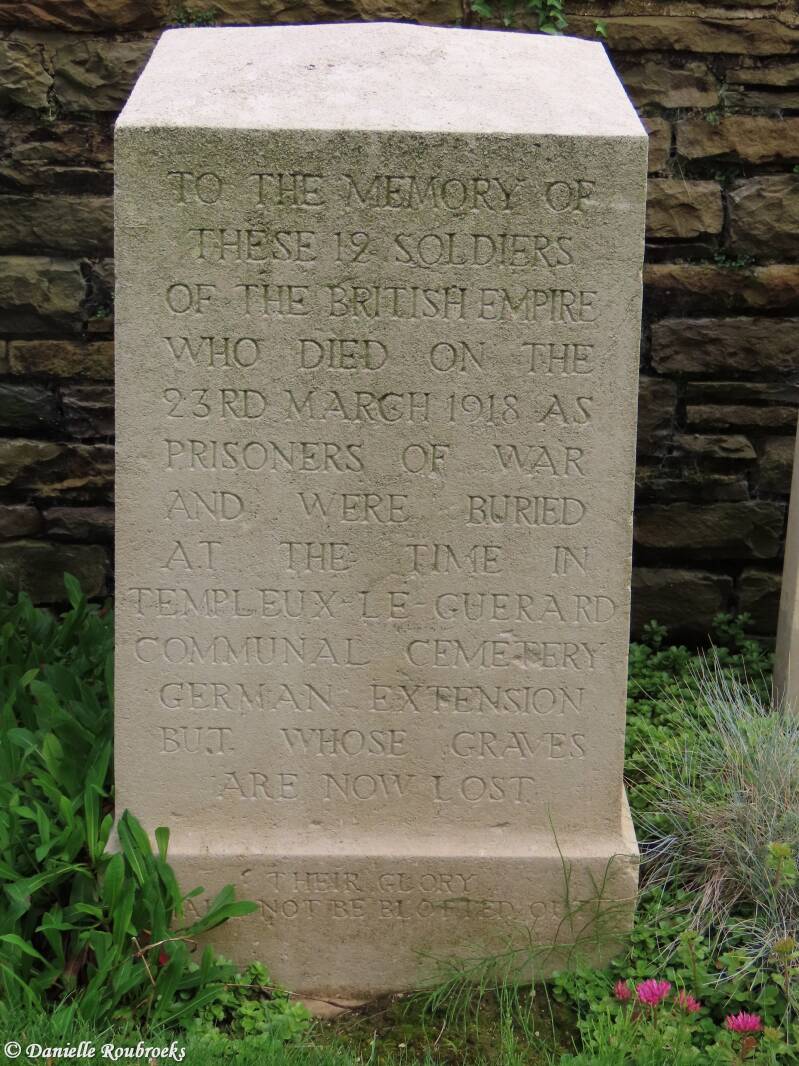 TO THE MEMORY OF
THESE SOLDIERS
OF THE BRITISH EMPIRE
WHO DIED ON THE
23RD MARCH 1918 AS
PRISONERS OF WAR
AND WERE BURIED
AT THE TIME IN
TEMPLEUX-LE-GUERARD
COMMUNAL CEMETERY
GERMAN EXTENSION
BUT WHOSE GRAVES
ARE NOW LOST
THEIR GLORY
SHALL NOT BE BLOTTED OUT
© Danielle Roubroeks